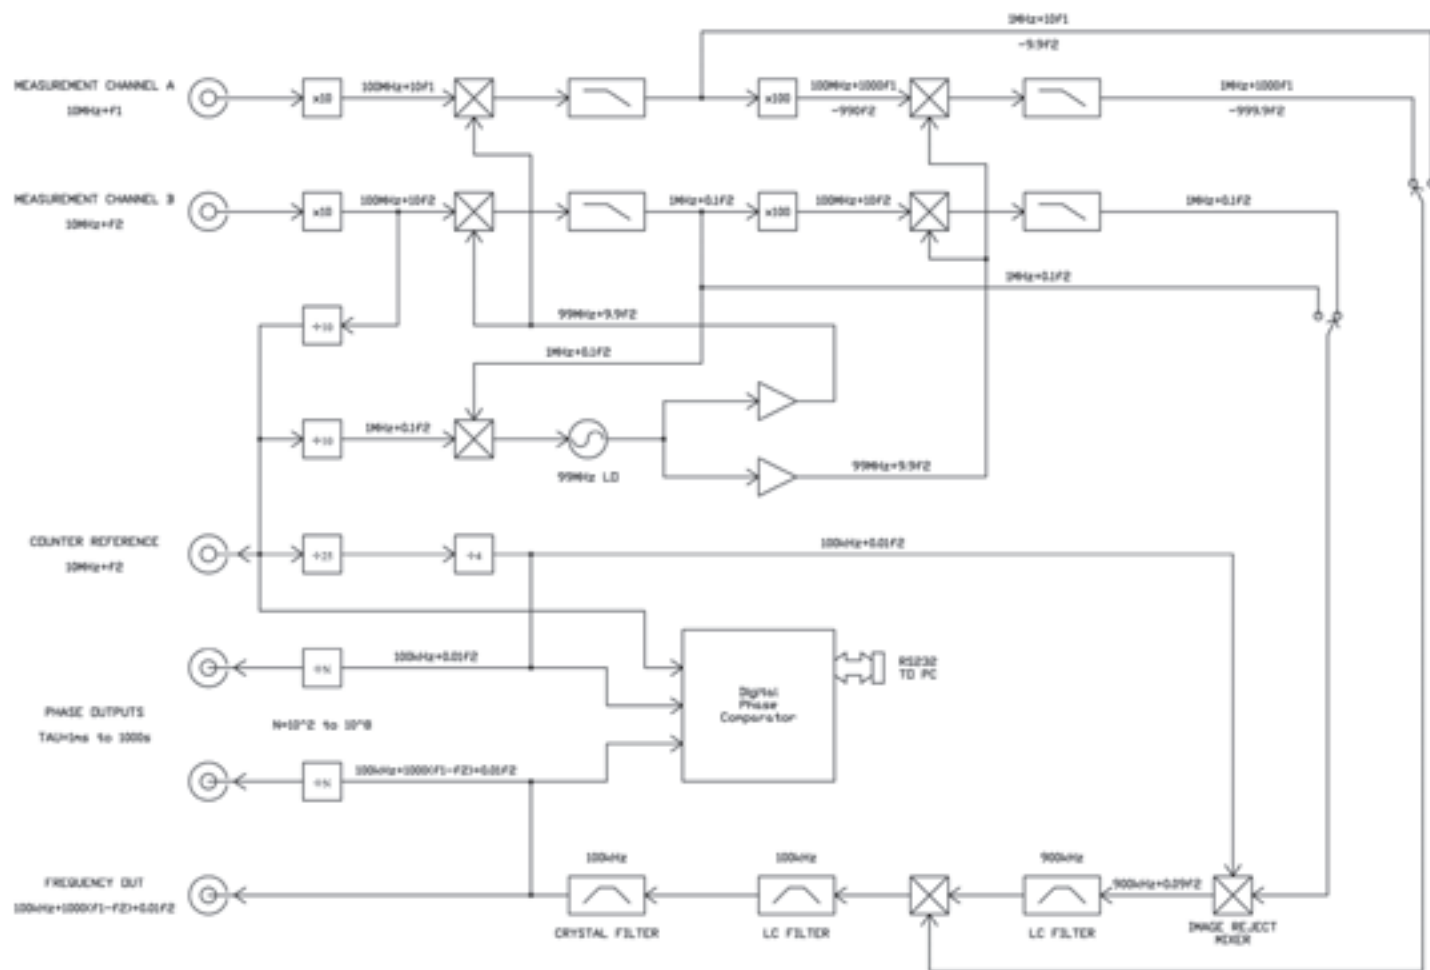 1MHz+10f1
-9.9f2
MEASUREMENT CHANNEL A
10MHz+f1
x10
100MHz+10f1
x100
100MHz+1000f1
-990f2
1MHz+1000f1
-999.9f2
MEASUREMENT CHANNEL B
10MHz+f2
x10
100MHz+10f2
1MHz+0.1f2
x100
100MHz+10f2
1MHz+0.1f2
1MHz+0.1f2
÷10
99MHz+9.9f2
1MHz+0.1f2
÷10
1MHz+0.1f2
99MHz LO
99MHz+9.9f2
COUNTER REFERENCE
10MHz+f2
÷25
÷4
100kHz+0.01f2
÷N
100kHz+0.01f2
RS232
TO PC
Digital
Phase
Comparator
PHASE OUTPUTS
TAU=1ms to 1000s
N=10^2 to 10^8
÷N
100kHz+1000(f1-f2)+0.01f2
100kHz
100kHz
900kHz
FREQUENCY OUT
100kHz+1000(f1-f2)+0.01f2
900kHz+0.09f2
CRYSTAL FILTER
LC FILTER
LC FILTER
IMAGE REJECT
MIXER